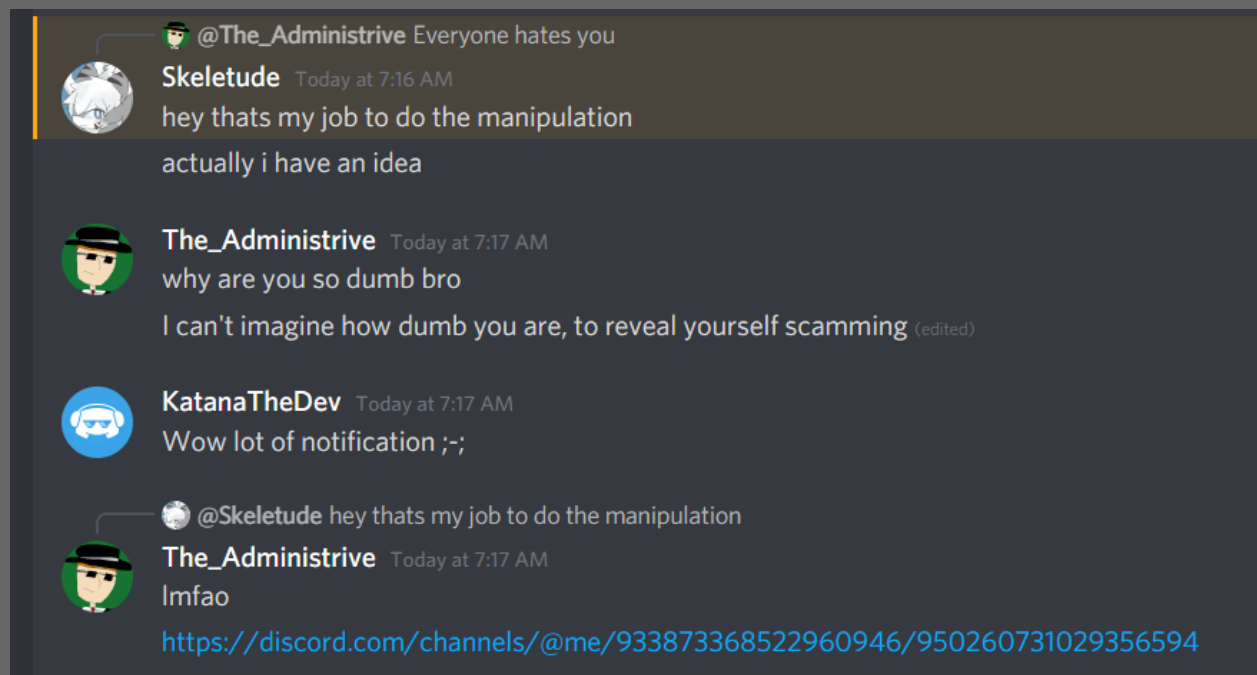 @The_Administrive Everyone hates you
Skeletude Today at 7:16 AM
hey thats my job to do the manipulation
actually i have an idea
The_Administrive Today at 7:17 AM
why are you so dumb bro
I can't imagine how dumb you are, to reveal yourself scamming (edited)
KatanaTheDev Today at 7:17 AM
Wow lot of notification ;-;
@Skeletude hey thats my job to do the manipulation
The_Administrive Today at 7:17 AM
lmfao
https://discord.com/channels/@me/933873368522960946/950260731029356594